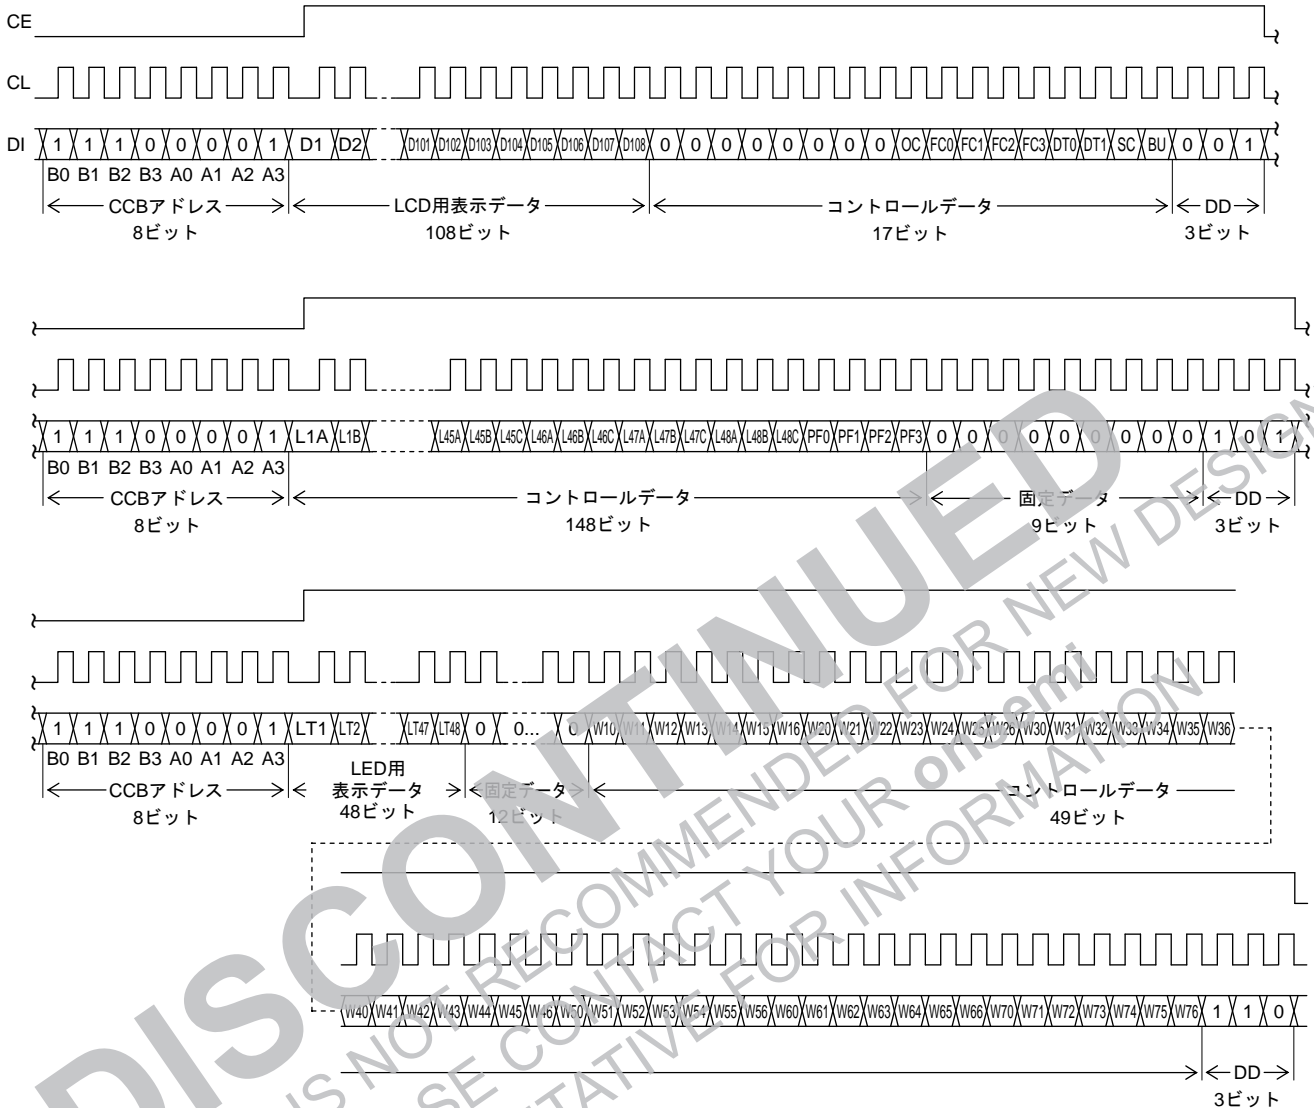 CE
CL
DI 1 1 1 0 0 0 0 1 D1 D2 D101 D102 D103 D104 D105 D106 D107 D108 0 0 0 0 0 0 0 0 OC FC0 FC1 FC2 FC3 DT0 DT1 SC BU 0 0 1
B0 B1 B2 B3 A0 A1 A2 A3
CCBアドレス LCD用表示データ コントロールデータ DD
8ビット 108ビット 17ビット 3ビット
1 1 1 0 0 0 0 1 L1A L1B L45A L45B L45C L46A L46B L46C L47A L47B L47C L48A L48B L48C PF0 PF1 PF2 PF3 0 0 0 0 0 0 0 0 0 1 0 1
B0 B1 B2 B3 A0 A1 A2 A3
CCBアドレス コントロールデータ 固定データ DD
8ビット 148ビット 9ビット 3ビット
1 1 1 0 0 0 0 1 LT1 LT2 LT47 LT48 0 0... 0 W10 W11 W12 W13 W14 W15 W16 W20 W21 W22 W23 W24 W25 W26 W30 W31 W32 W33 W34 W35 W36
B0 B1 B2 B3 A0 A1 A2 A3
CCBアドレス LED用表示データ 固定データ コントロールデータ
8ビット 48ビット 12ビット 49ビット
W40 W41 W42 W43 W44 W45 W46 W50 W51 W52 W53 W54 W55 W56 W60 W61 W62 W63 W64 W65 W66 W70 W71 W72 W73 W74 W75 W76 1 1 0
DD
3ビット
DISCONTINUED
IS NOT RECOMMENDED FOR NEW DESIGN
CONTACT YOUR onsemi
FOR INFORMATION